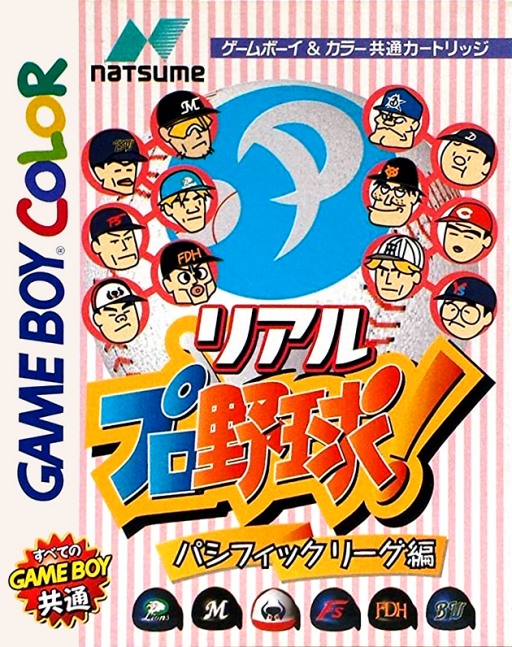 natsume
ゲームボーイ & カラー共通カートリッジ
GAME BOY COLOR
®
M
D
FS
FDH
C
YS
リアル
プロ野球!
パシフィックリーグ編
すべての
GAME BOY
共通
Lions
M
Fs
FDH
BW